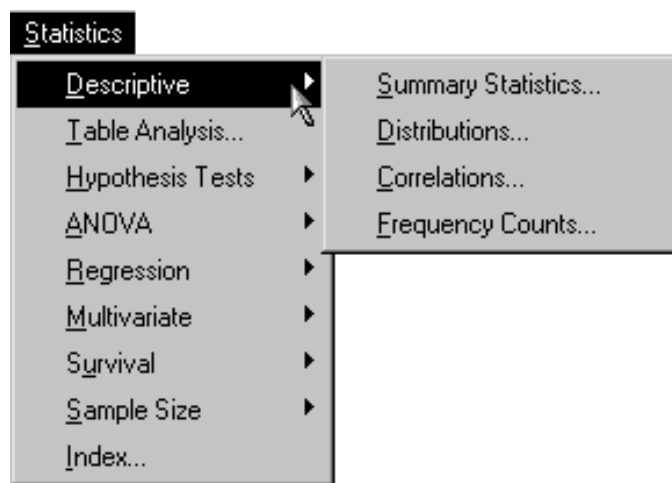 Statistics
Descriptive
Table Analysis...
Hypothesis Tests
ANOVA
Regression
Multivariate
Survival
Sample Size
Index...
Summary Statistics...
Distributions...
Correlations...
Frequency Counts...